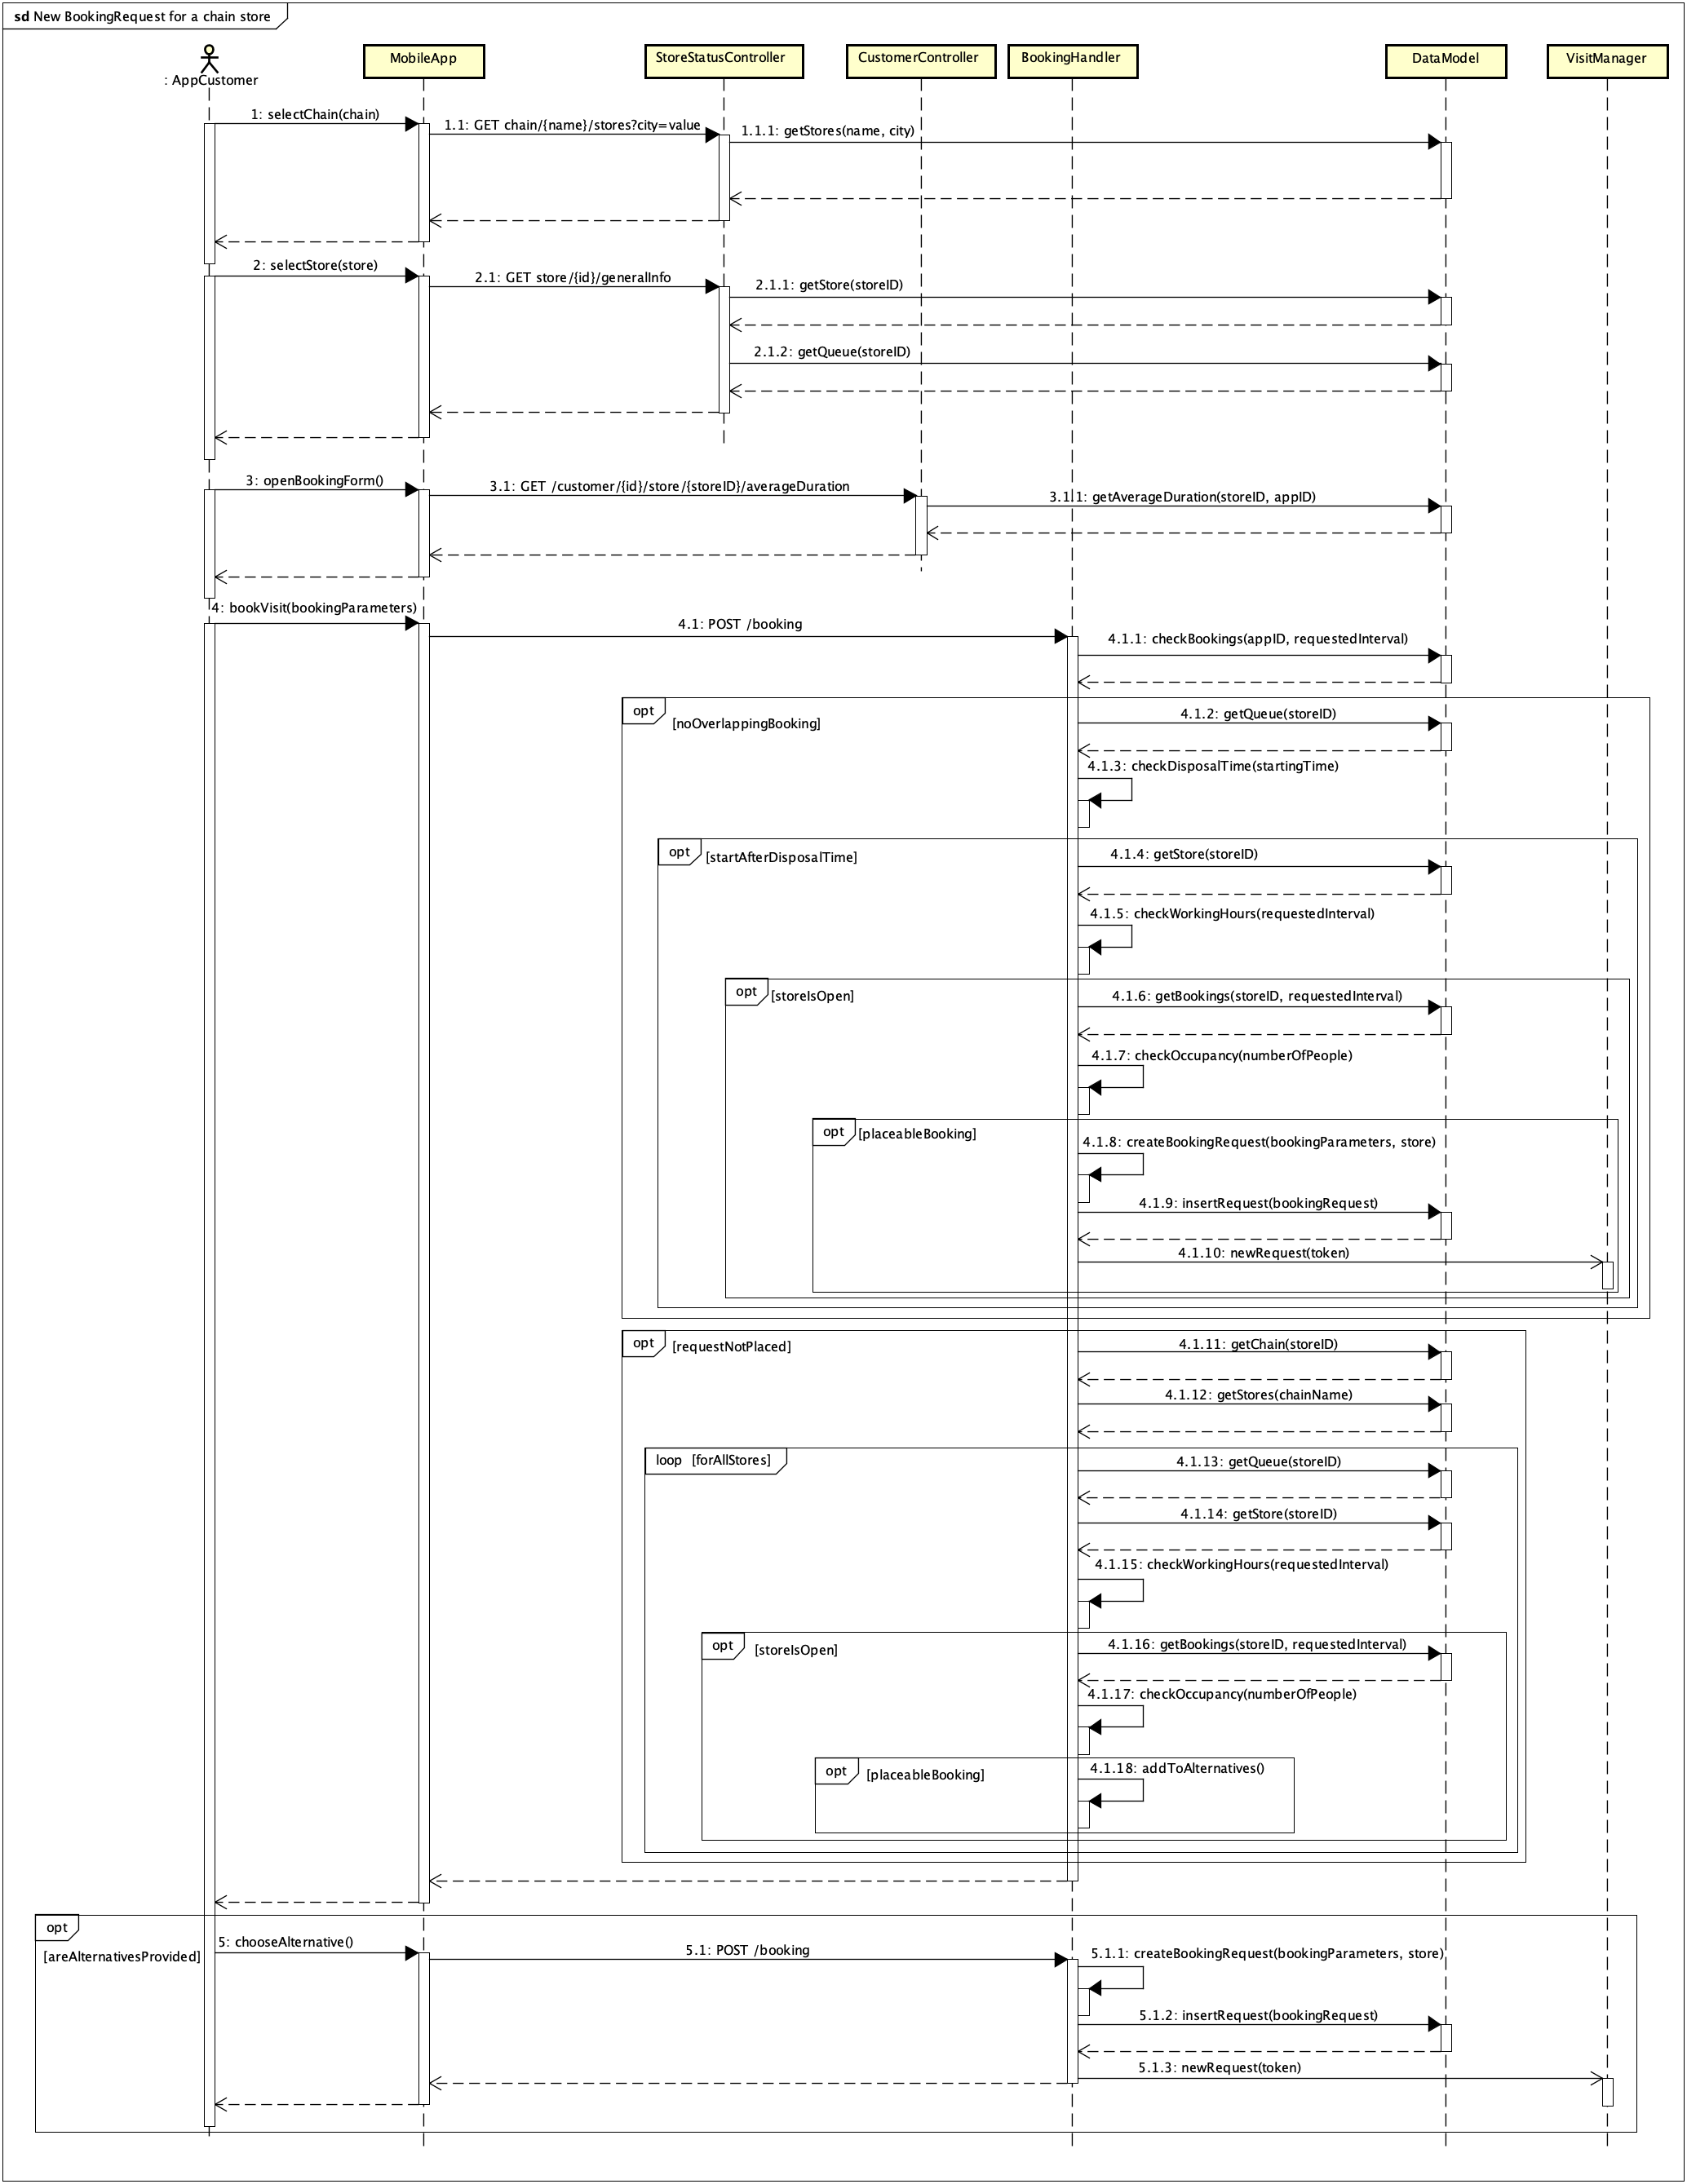 sd New BookingRequest for a chain store
: AppCustomer
MobileApp
StoreStatusController
CustomerController
BookingHandler
DataModel
VisitManager
1: selectChain(chain)
1.1: GET chain/{name}/stores?city=value
1.1.1: getStores(name, city)
2: selectStore(store)
2.1: GET store/{id}/generalInfo
2.1.1: getStore(storeID)
2.1.2: getQueue(storeID)
3: openBookingForm()
3.1: GET /customer/{id}/store/{storeID}/averageDuration
3.1.1: getAverageDuration(storeID, appID)
4: bookVisit(bookingParameters)
4.1: POST /booking
4.1.1: checkBookings(appID, requestedInterval)
opt
[noOverlappingBooking]
4.1.2: getQueue(storeID)
4.1.3: checkDisposalTime(startingTime)
opt
[startAfterDisposalTime]
4.1.4: getStore(storeID)
4.1.5: checkWorkingHours(requestedInterval)
opt
[storeIsOpen]
4.1.6: getBookings(storeID, requestedInterval)
4.1.7: checkOccupancy(numberOfPeople)
opt
[placeableBooking]
4.1.8: createBookingRequest(bookingParameters, store)
4.1.9: insertRequest(bookingRequest)
4.1.10: newRequest(token)
opt
[requestNotPlaced]
4.1.11: getChain(storeID)
4.1.12: getStores(chainName)
loop [forAllStores]
4.1.13: getQueue(storeID)
4.1.14: getStore(storeID)
4.1.15: checkWorkingHours(requestedInterval)
opt
[storeIsOpen]
4.1.16: getBookings(storeID, requestedInterval)
4.1.17: checkOccupancy(numberOfPeople)
opt
[placeableBooking]
4.1.18: addToAlternatives()
opt
[areAlternativesProvided]
5: chooseAlternative()
5.1: POST /booking
5.1.1: createBookingRequest(bookingParameters, store)
5.1.2: insertRequest(bookingRequest)
5.1.3: newRequest(token)